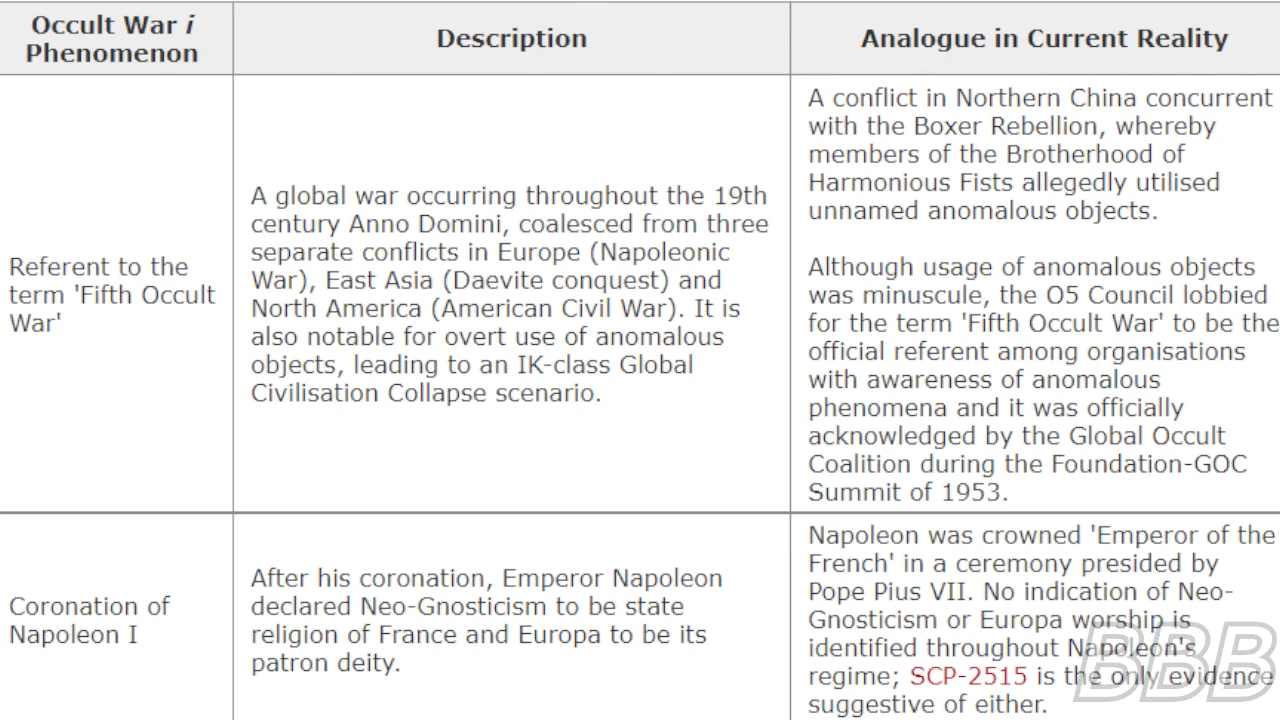 Occult War i
Phenomenon
Description
Analogue in Current Reality
Referent to the
term 'Fifth Occult
War'
A global war occurring throughout the 19th
century Anno Domini, coalesced from three
separate conflicts in Europe (Napoleonic
War), East Asia (Daevite conquest) and
North America (American Civil War). It is
also notable for overt use of anomalous
objects, leading to an IK-class Global
Civilisation Collapse scenario.
A conflict in Northern China concurrent
with the Boxer Rebellion, whereby
members of the Brotherhood of
Harmonious Fists allegedly utilised
unnamed anomalous objects.
Although usage of anomalous objects
was minuscule, the O5 Council lobbied
for the term 'Fifth Occult War' to be the
official referent among organisations
with awareness of anomalous
phenomena and it was officially
acknowledged by the Global Occult
Coalition during the Foundation-GOC
Summit of 1953.
Coronation of
Napoleon I
After his coronation, Emperor Napoleon
declared Neo-Gnosticism to be state
religion of France and Europa to be its
patron deity.
Napoleon was crowned 'Emperor of the
French' in a ceremony presided by
Pope Pius VII. No indication of Neo-
Gnosticism or Europa worship is
identified throughout Napoleon's
regime; SCP-2515 is the only evidence
suggestive of either.
BBB